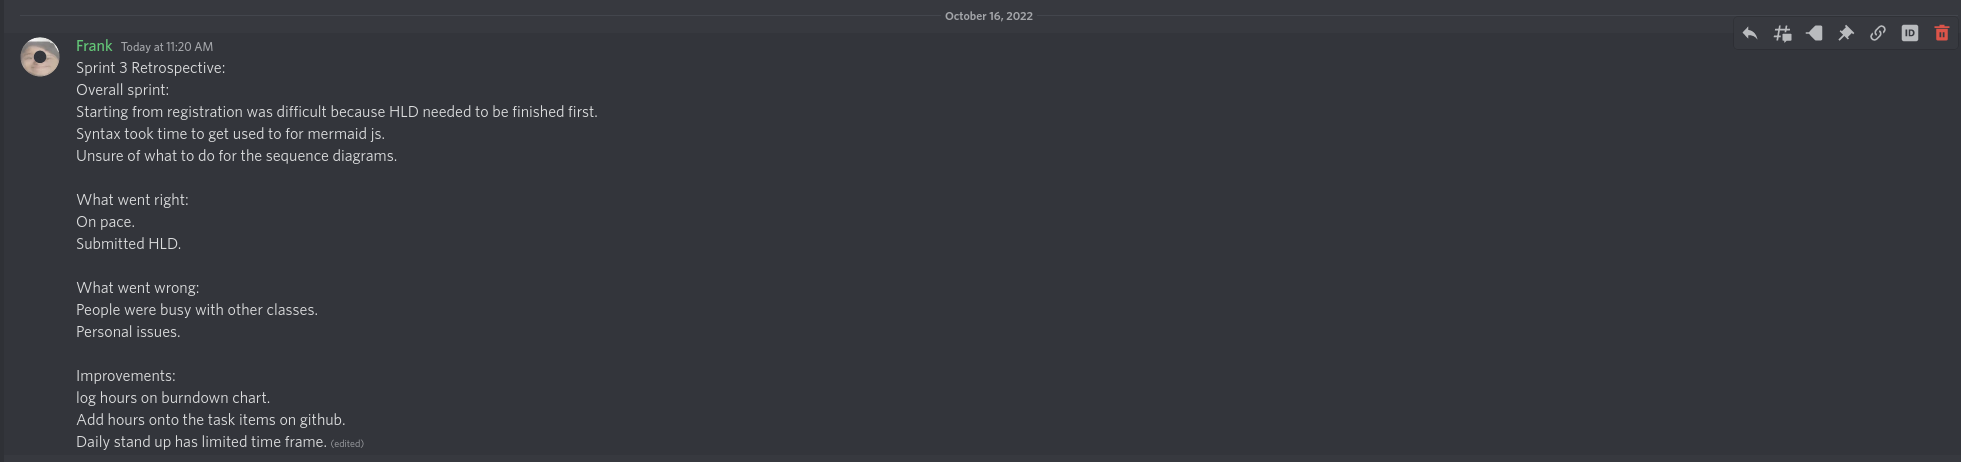 October 16, 2022
Frank Today at 11:20 AM
Sprint 3 Retrospective:
Overall sprint:
Starting from registration was difficult because HLD needed to be finished first.
Syntax took time to get used to for mermaid js.
Unsure of what to do for the sequence diagrams.
What went right:
On pace.
Submitted HLD.
What went wrong:
People were busy with other classes.
Personal issues.
Improvements:
log hours on burndown chart.
Add hours onto the task items on github.
Daily stand up has limited time frame. (edited)
ID